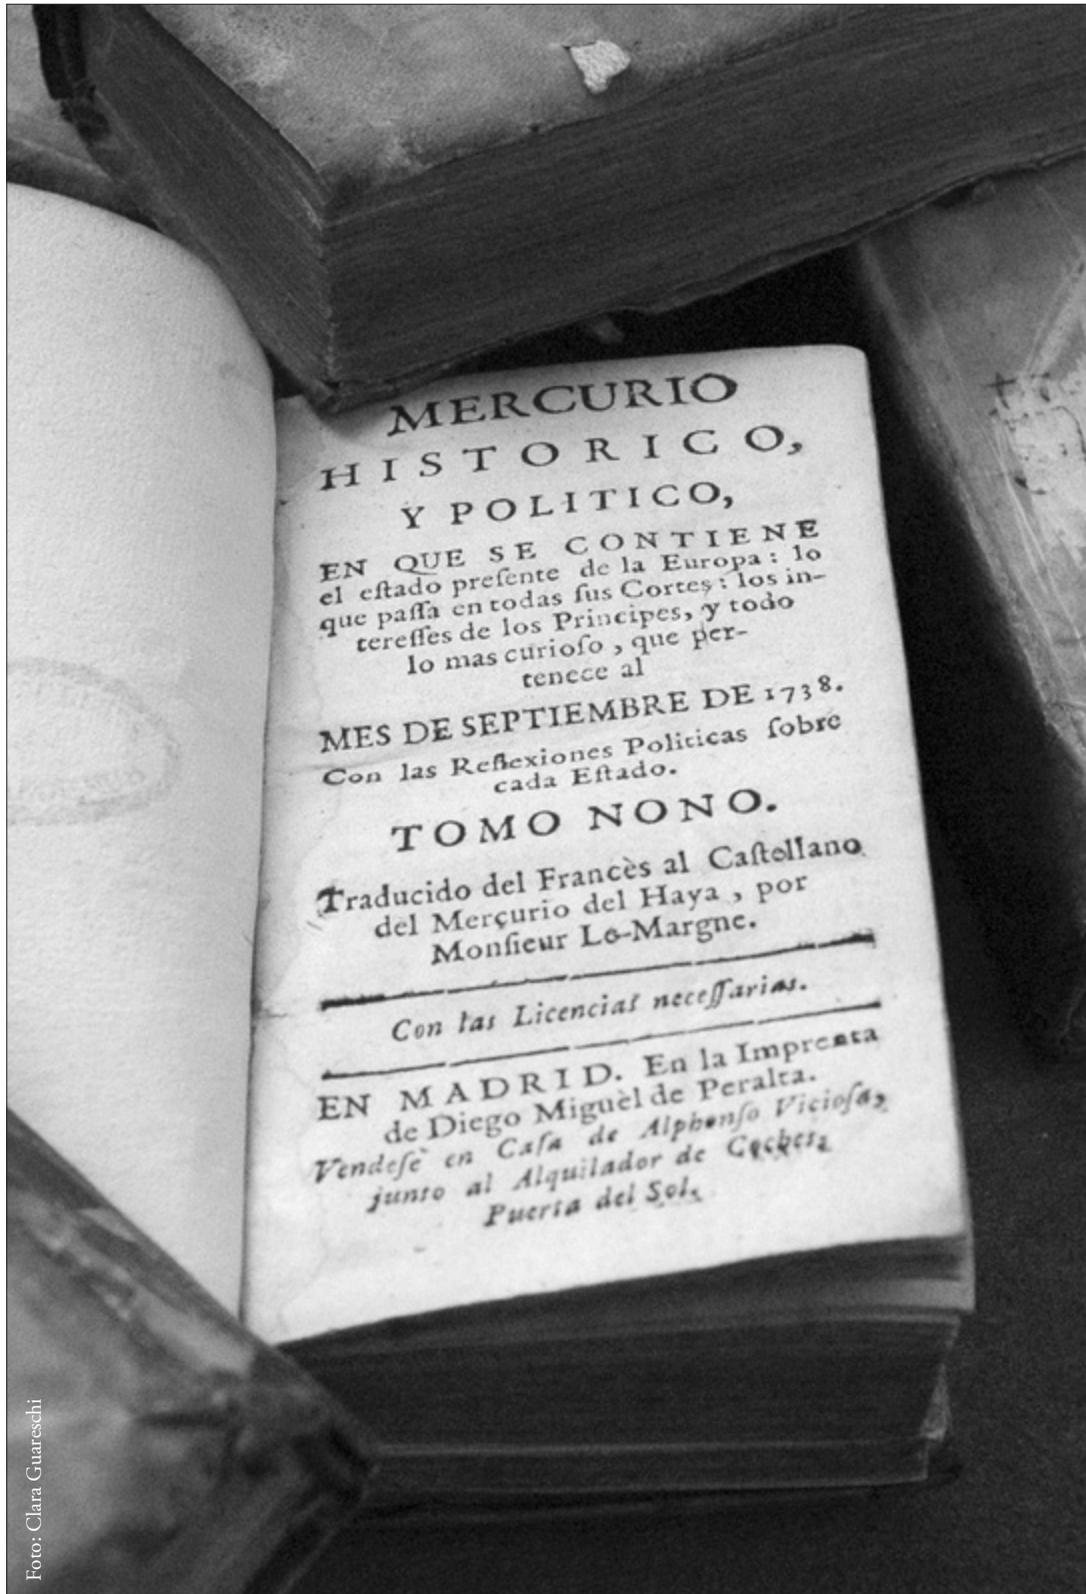 MERCURIO
HISTORICO,
Y POLITICO,
EN QUE SE CONTIENE
el eſtado preſente de la Europa : lo
que paſſa en todas ſus Cortes : los in-
tereſſes de los Principes, y todo
lo mas curioſo , que per-
tenece al
MES DE SEPTIEMBRE DE 1738.
Con las Reflexiones Politicas ſobre
cada Eſtado.
TOMO NONO.
Traducido del Francès al Caſtellano
del Merçurio del Haya , por
Monſieur Le-Margne.
Con las Licencias neceſſarias.
EN MADRID. En la Imprenta
de Diego Miguèl de Peralta.
Vendeſè en Caſa de Alphonſo Vicioſa,
junto al Alquilador de Coches,
Puerta del Sol,
Foto: Clara Guareschi